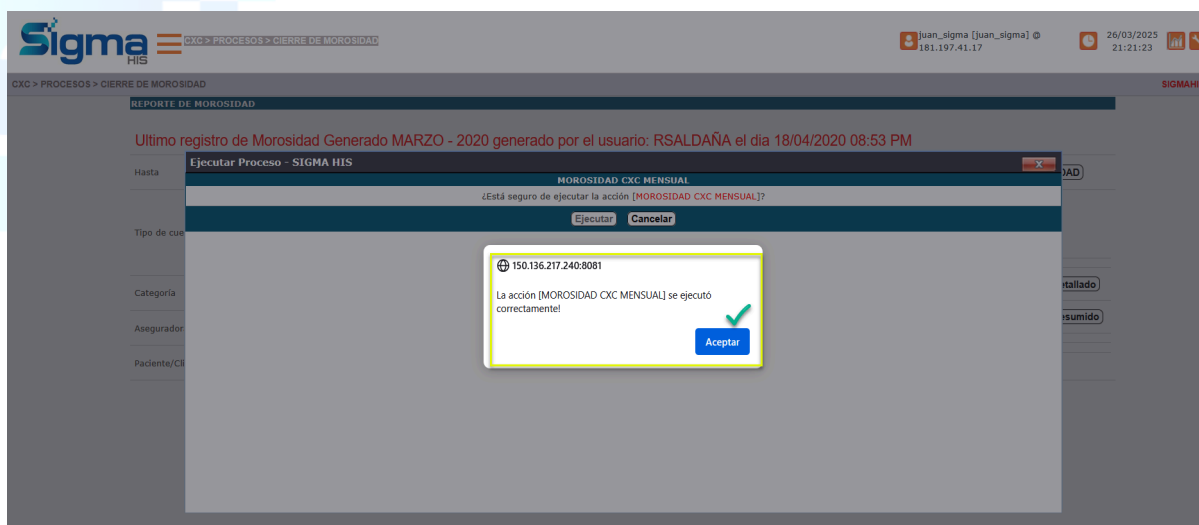 Sigma
HIS
CXC > PROCESOS > CIERRE DE MOROSIDAD
juan_sigma [juan_sigma] @
181.197.41.17
26/03/2025
21:21:23
CXC > PROCESOS > CIERRE DE MOROSIDAD
SIGMAHI
REPORTE DE MOROSIDAD
Ultimo registro de Morosidad Generado MARZO - 2020 generado por el usuario: RSALDAÑA el dia 18/04/2020 08:53 PM
Ejecutar Proceso - SIGMA HIS
X
Hasta
DAD)
MOROSIDAD CXC MENSUAL
¿Está seguro de ejecutar la acción [MOROSIDAD CXC MENSUAL]?
Ejecutar
Cancelar
Tipo de cue
150.136.217.240:8081
La acción [MOROSIDAD CXC MENSUAL] se ejecutó
correctamente!
Aceptar
Categoría
etallado
Asegurador
esumido
Paciente/Cli